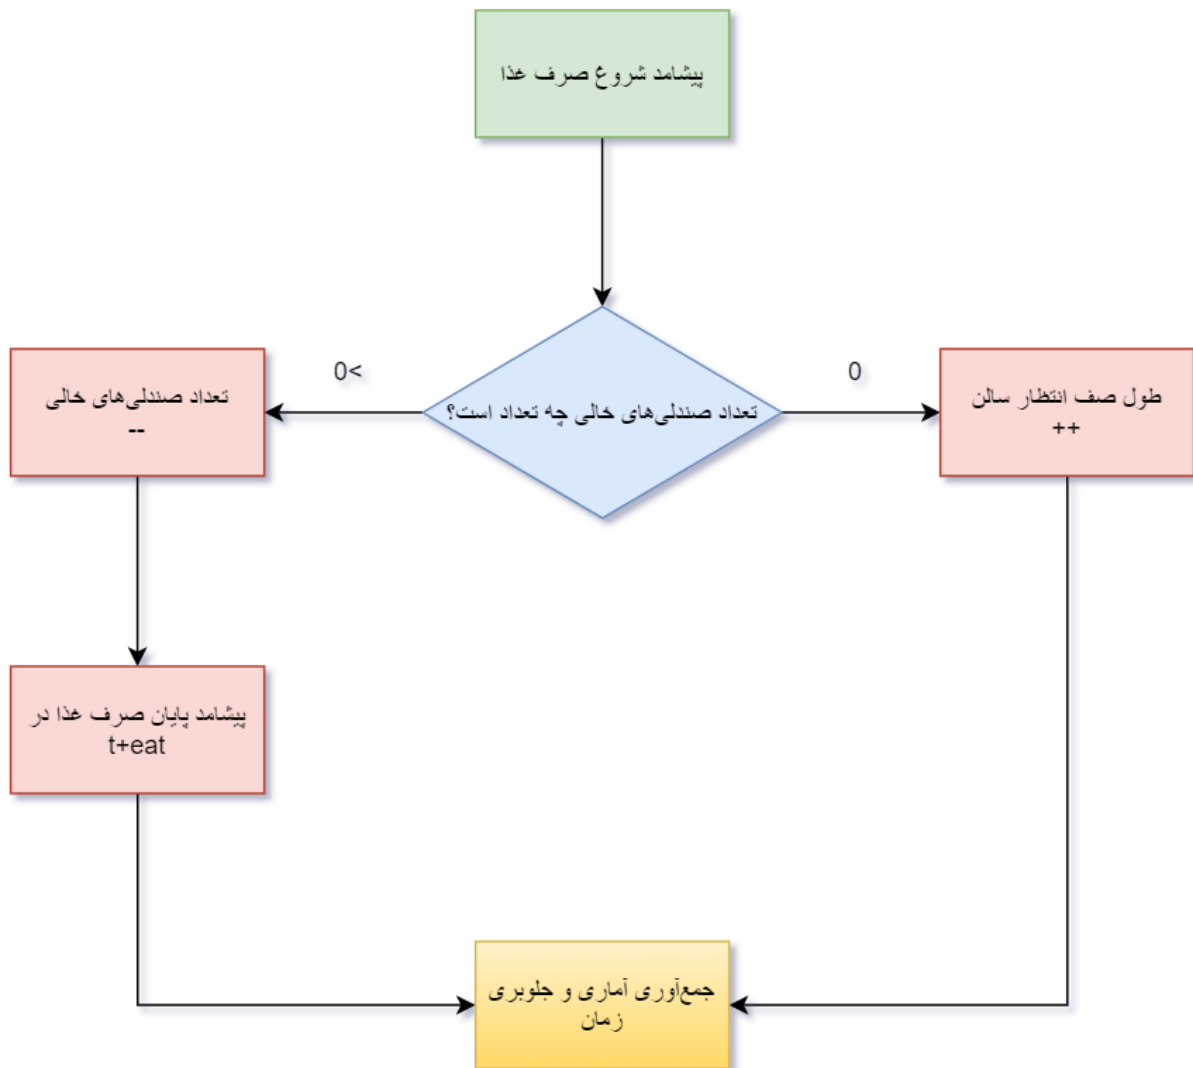 پیشامد شروع صرف غذا
0<
0
تعداد صندلی‌های خالی
--
تعداد صندلی‌های خالی چه تعداد است؟
طول صف انتظار سالن
++
پیشامد پایان صرف غذا در
t+eat
جمع‌آوری آماری و جلوبری
زمان